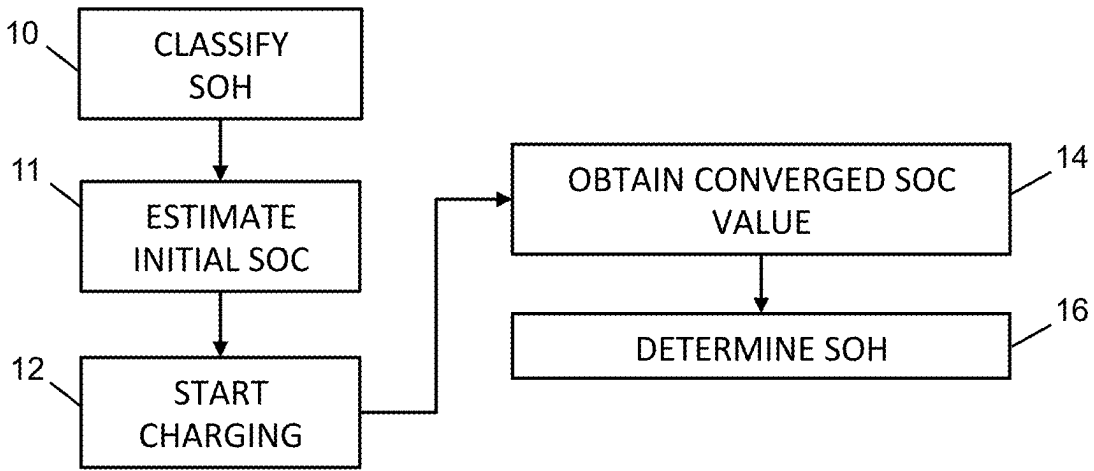 10
CLASSIFY
SOH
11
ESTIMATE
INITIAL SOC
12
START
CHARGING
14
OBTAIN CONVERGED SOC
VALUE
16
DETERMINE SOH